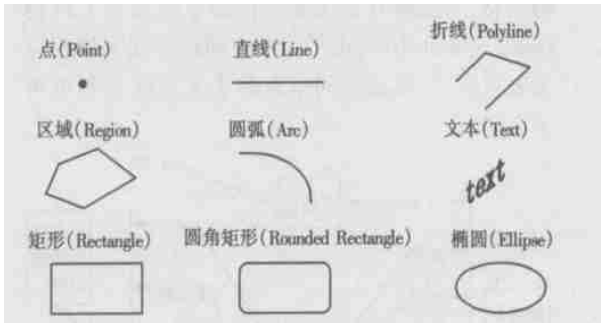 点(Point)
直线(Line)
折线(Polyline)
区域(Region)
圆弧(Arc)
文本(Text)
text
矩形(Rectangle)
圆角矩形(Rounded Rectangle)
椭圆(Ellipse)